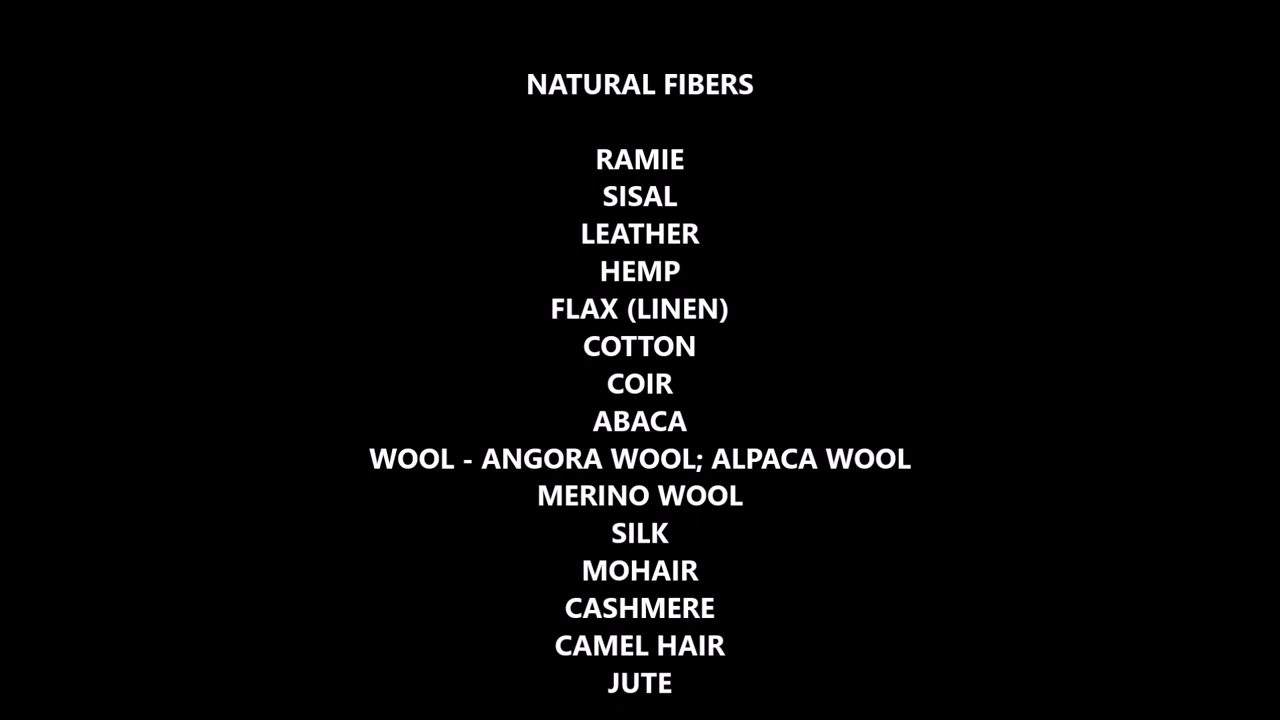 NATURAL FIBERS
RAMIE
SISAL
LEATHER
HEMP
FLAX (LINEN)
COTTON
COIR
ABACA
WOOL - ANGORA WOOL; ALPACA WOOL
MERINO WOOL
SILK
MOHAIR
CASHMERE
CAMEL HAIR
JUTE